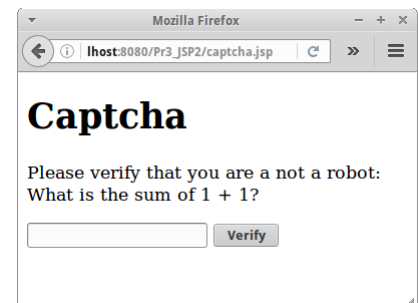 Mozilla Firefox
lhost:8080/Pr3_JSP2/captcha.jsp
Captcha
Please verify that you are a not a robot:
What is the sum of 1 + 1?
Verify